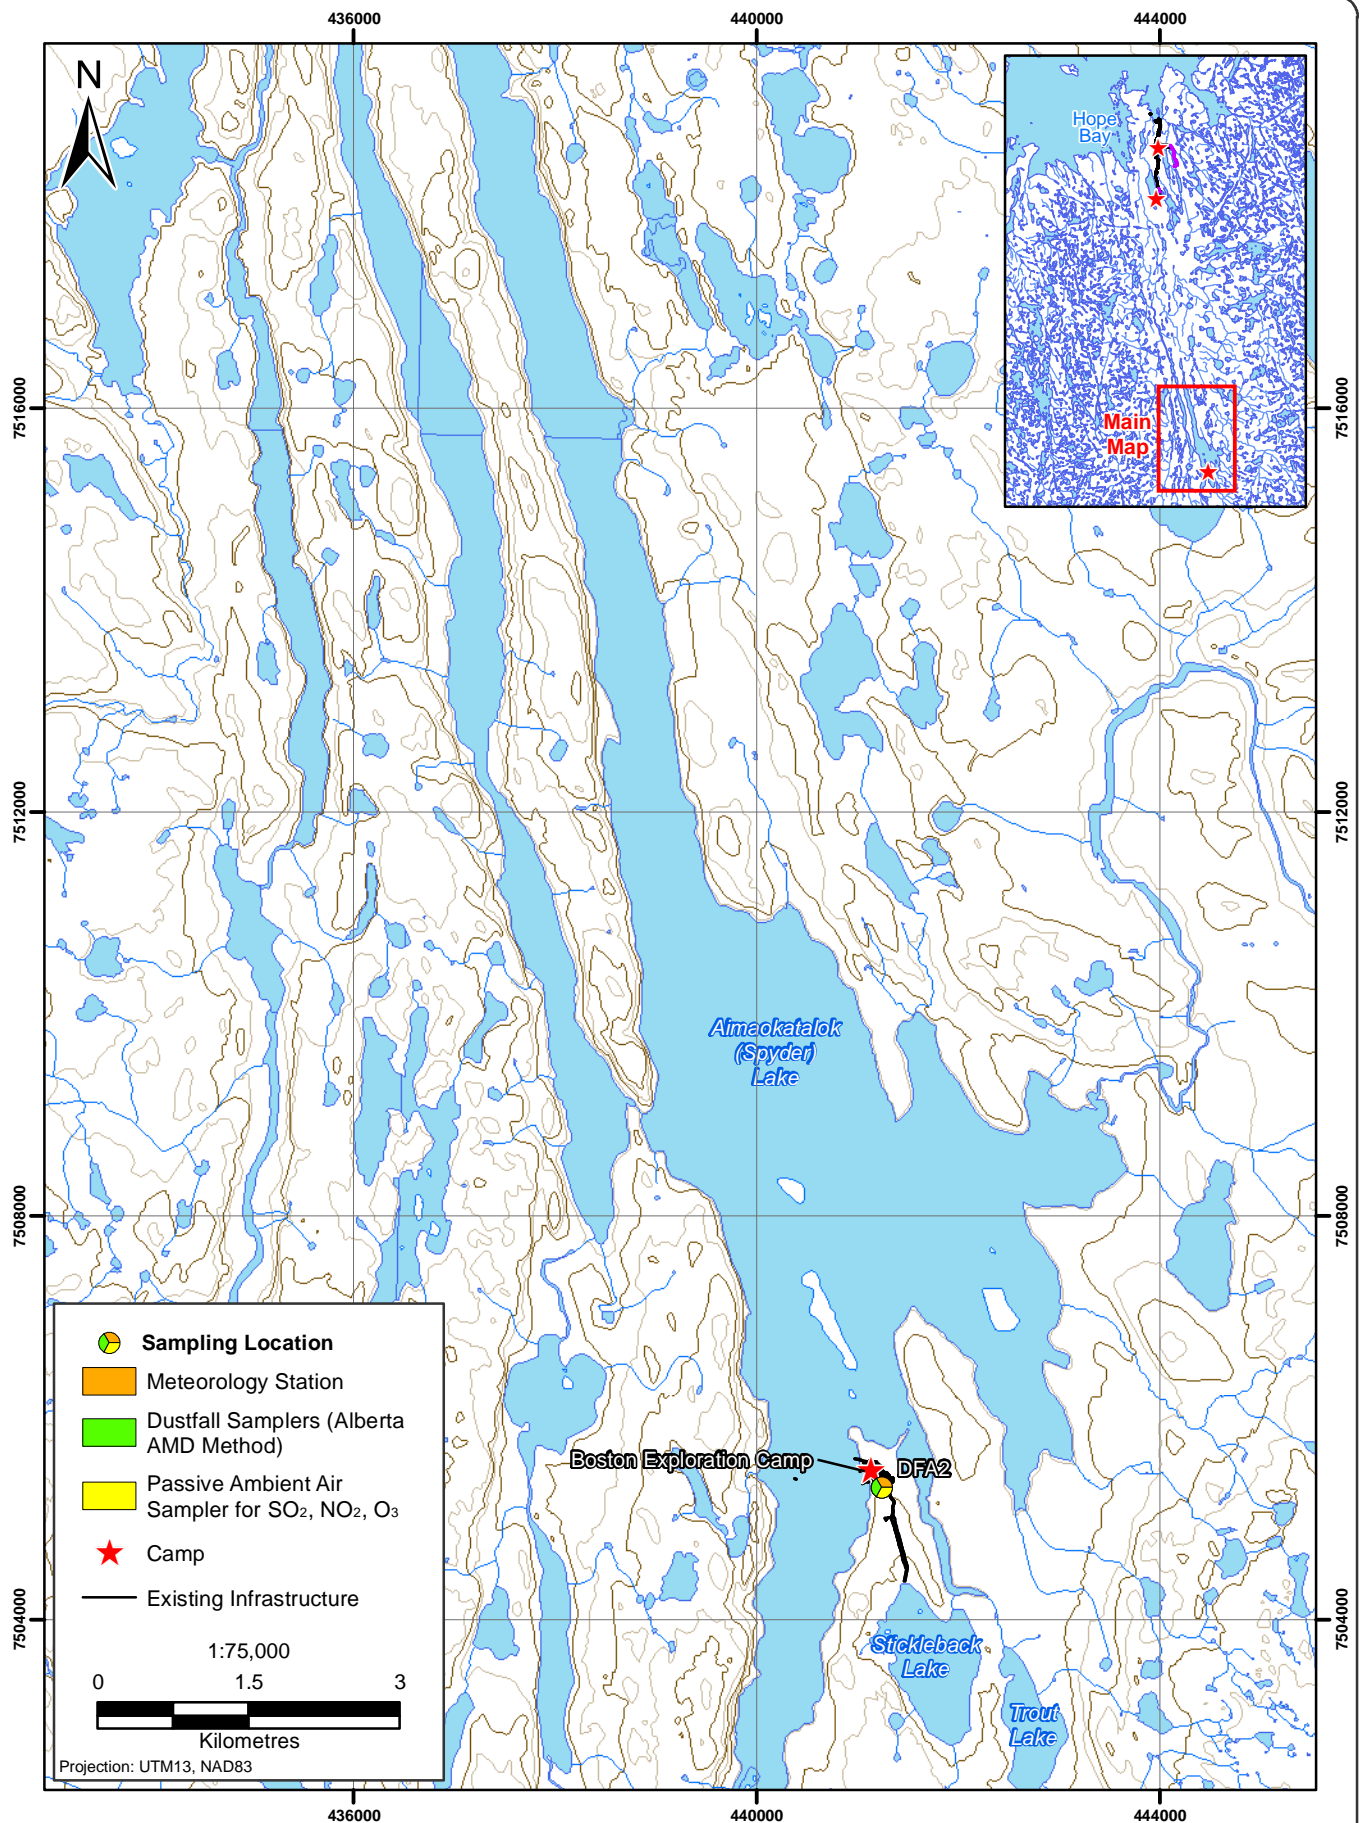 436000
440000
444000
N
Hope
Bay
Main
Map
7516000
7516000
7512000
7512000
Aimaokatalok
(Spyder)
Lake
7508000
7508000
Boston Exploration Camp
DFA2
7504000
7504000
Stickleback
Lake
Trout
Lake
Sampling Location
Meteorology Station
Dustfall Samplers (Alberta
AMD Method)
Passive Ambient Air
Sampler for SO2, NO2, O3
Camp
Existing Infrastructure
1:75,000
0 1.5 3
Kilometres
Projection: UTM13, NAD83
436000
440000
444000